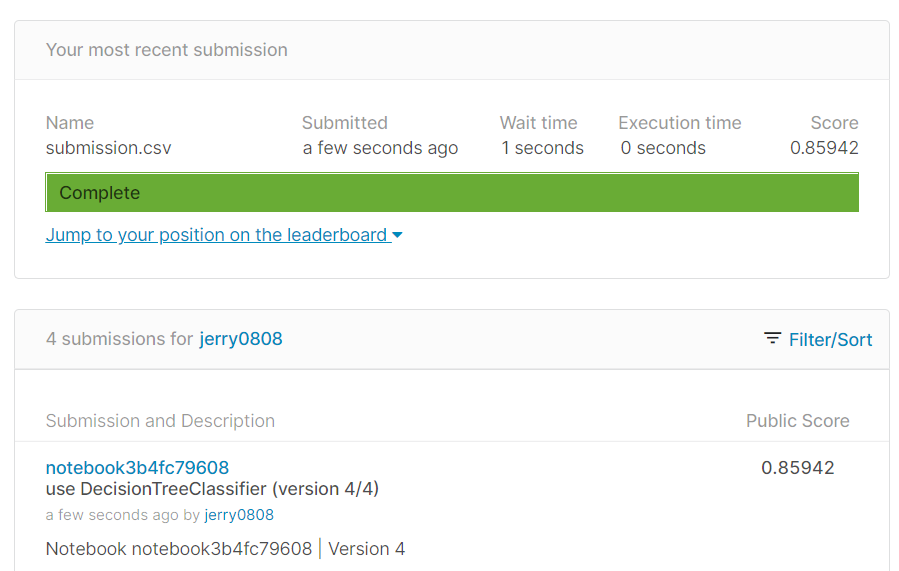 Your most recent submission
Name Submitted Wait time Execution time Score
submission.csv a few seconds ago 1 seconds 0 seconds 0.85942
Complete
Jump to your position on the leaderboard
4 submissions for jerry0808 Filter/Sort
Submission and Description Public Score
notebook3b4fc79608 0.85942
use DecisionTreeClassifier (version 4/4)
a few seconds ago by jerry0808
Notebook notebook3b4fc79608 | Version 4